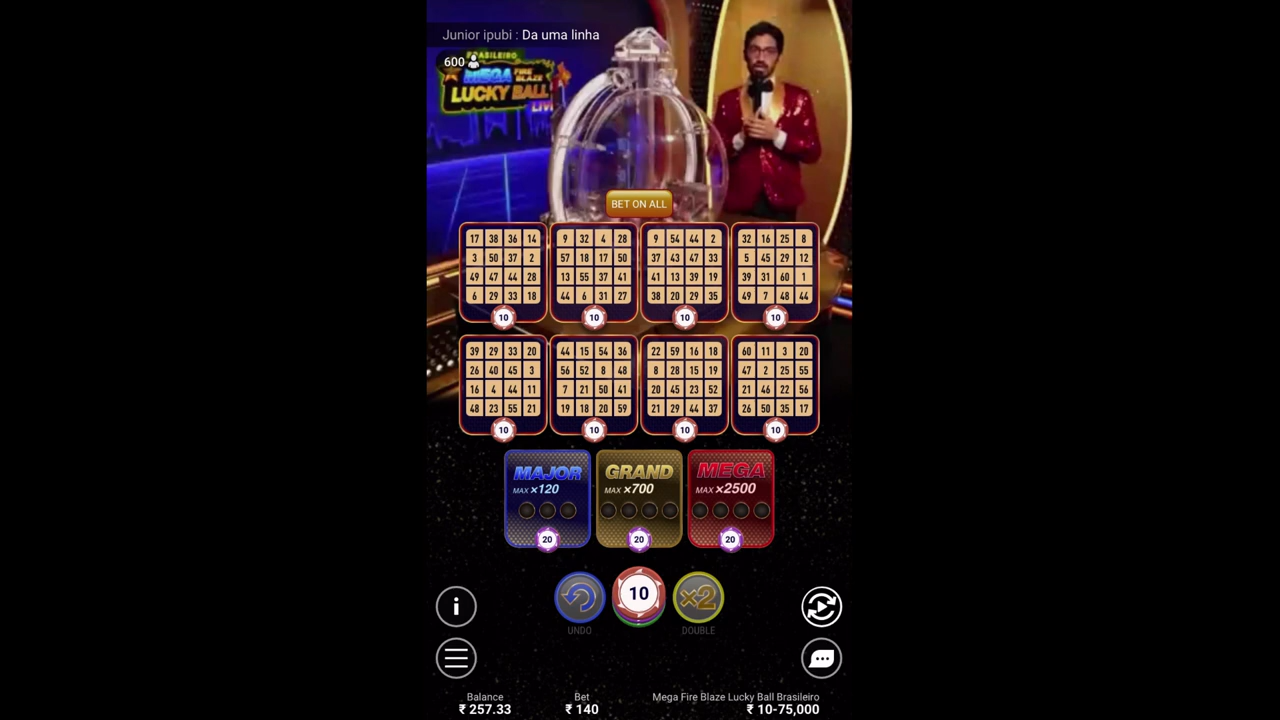 Junior ipubi : Da uma linha
600
BRASILEIRO
MEGA FIRE BLAZE
LUCKY BALL
LIVE
BET ON ALL
17 38 36 14
3 50 37 2
49 47 44 28
6 29 33 18
10
9 32 4 28
57 18 17 50
13 55 37 41
44 6 31 27
10
9 54 44 2
37 43 47 33
41 13 39 19
38 20 29 35
10
32 16 25 8
5 45 29 12
39 31 60 1
49 7 48 44
10
39 29 33 20
26 40 45 3
16 4 44 11
48 23 55 21
10
44 15 54 36
56 52 8 48
7 21 50 41
19 18 20 59
10
22 59 16 18
8 28 15 19
20 45 23 52
21 29 44 37
10
60 11 3 20
47 2 25 55
21 46 22 56
26 50 35 17
10
MAJOR
MAX ×120
20
GRAND
MAX ×700
20
MEGA
MAX ×2500
20
i
UNDO
10
×2
DOUBLE
Balance
₹ 257.33
Bet
₹ 140
Mega Fire Blaze Lucky Ball Brasileiro
₹ 10-75,000